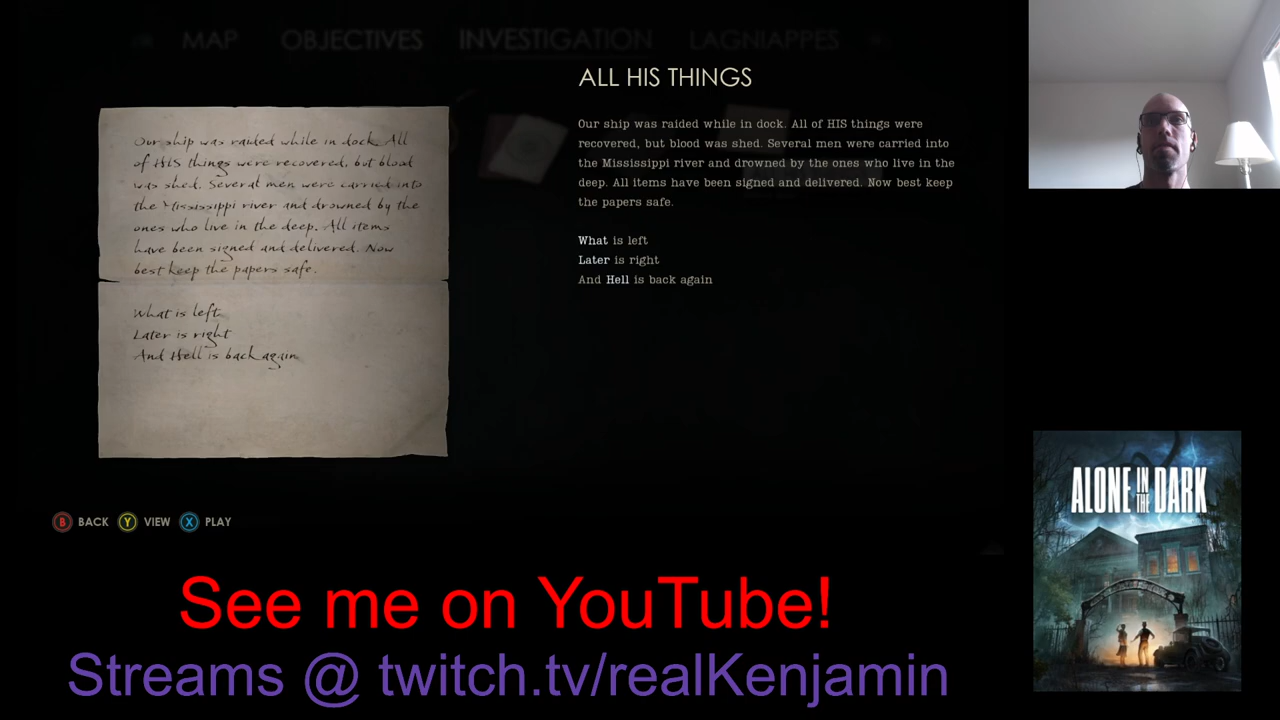 MAP OBJECTIVES INVESTIGATION LAGNIAPPES
Our ship was raided while in dock. All
of HIS things were recovered, but blood
was shed. Several men were carried into
the Mississippi river and drowned by the
ones who live in the deep. All items
have been signed and delivered. Now
best keep the papers safe.
What is left
Later is right
And Hell is back again
ALL HIS THINGS
Our ship was raided while in dock. All of HIS things were
recovered, but blood was shed. Several men were carried into
the Mississippi river and drowned by the ones who live in the
deep. All items have been signed and delivered. Now best keep
the papers safe.
What is left
Later is right
And Hell is back again
B BACK Y VIEW X PLAY
ALONE IN THE DARK
See me on YouTube!
Streams @ twitch.tv/realKenjamin